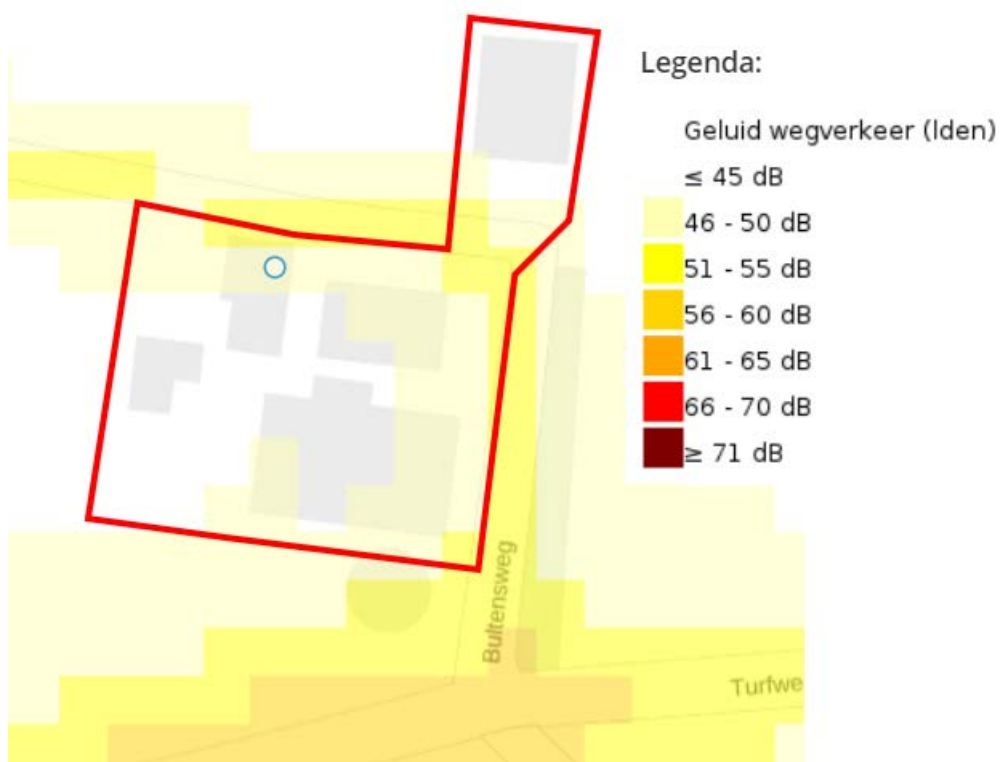 Legenda:
Geluid wegverkeer (lden)
≤ 45 dB
46 - 50 dB
51 - 55 dB
56 - 60 dB
61 - 65 dB
66 - 70 dB
≥ 71 dB
Bultensweg
Turfwe